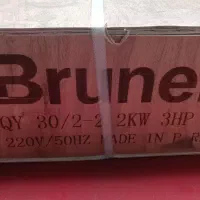 Brune
QY 30/2-2.2KW 3HP
220V/50HZ MADE IN P.R